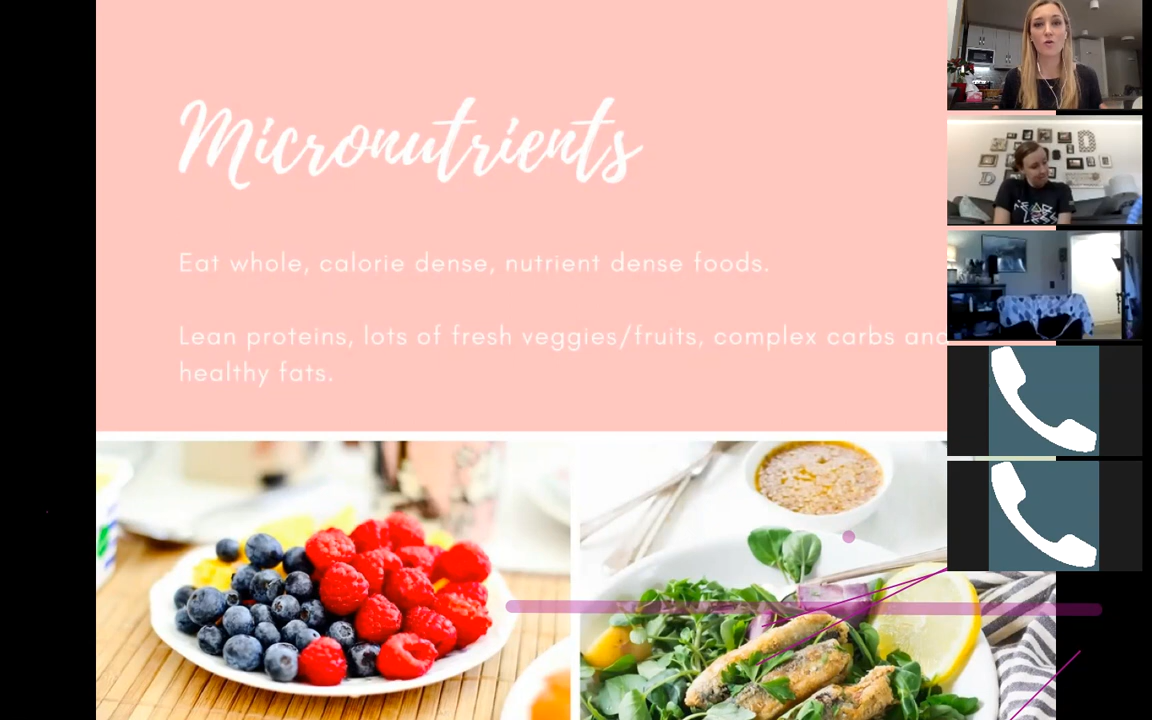 Micronutrients
Eat whole, calorie dense, nutrient dense foods.
Lean proteins, lots of fresh veggies/fruits, complex carbs and
healthy fats.